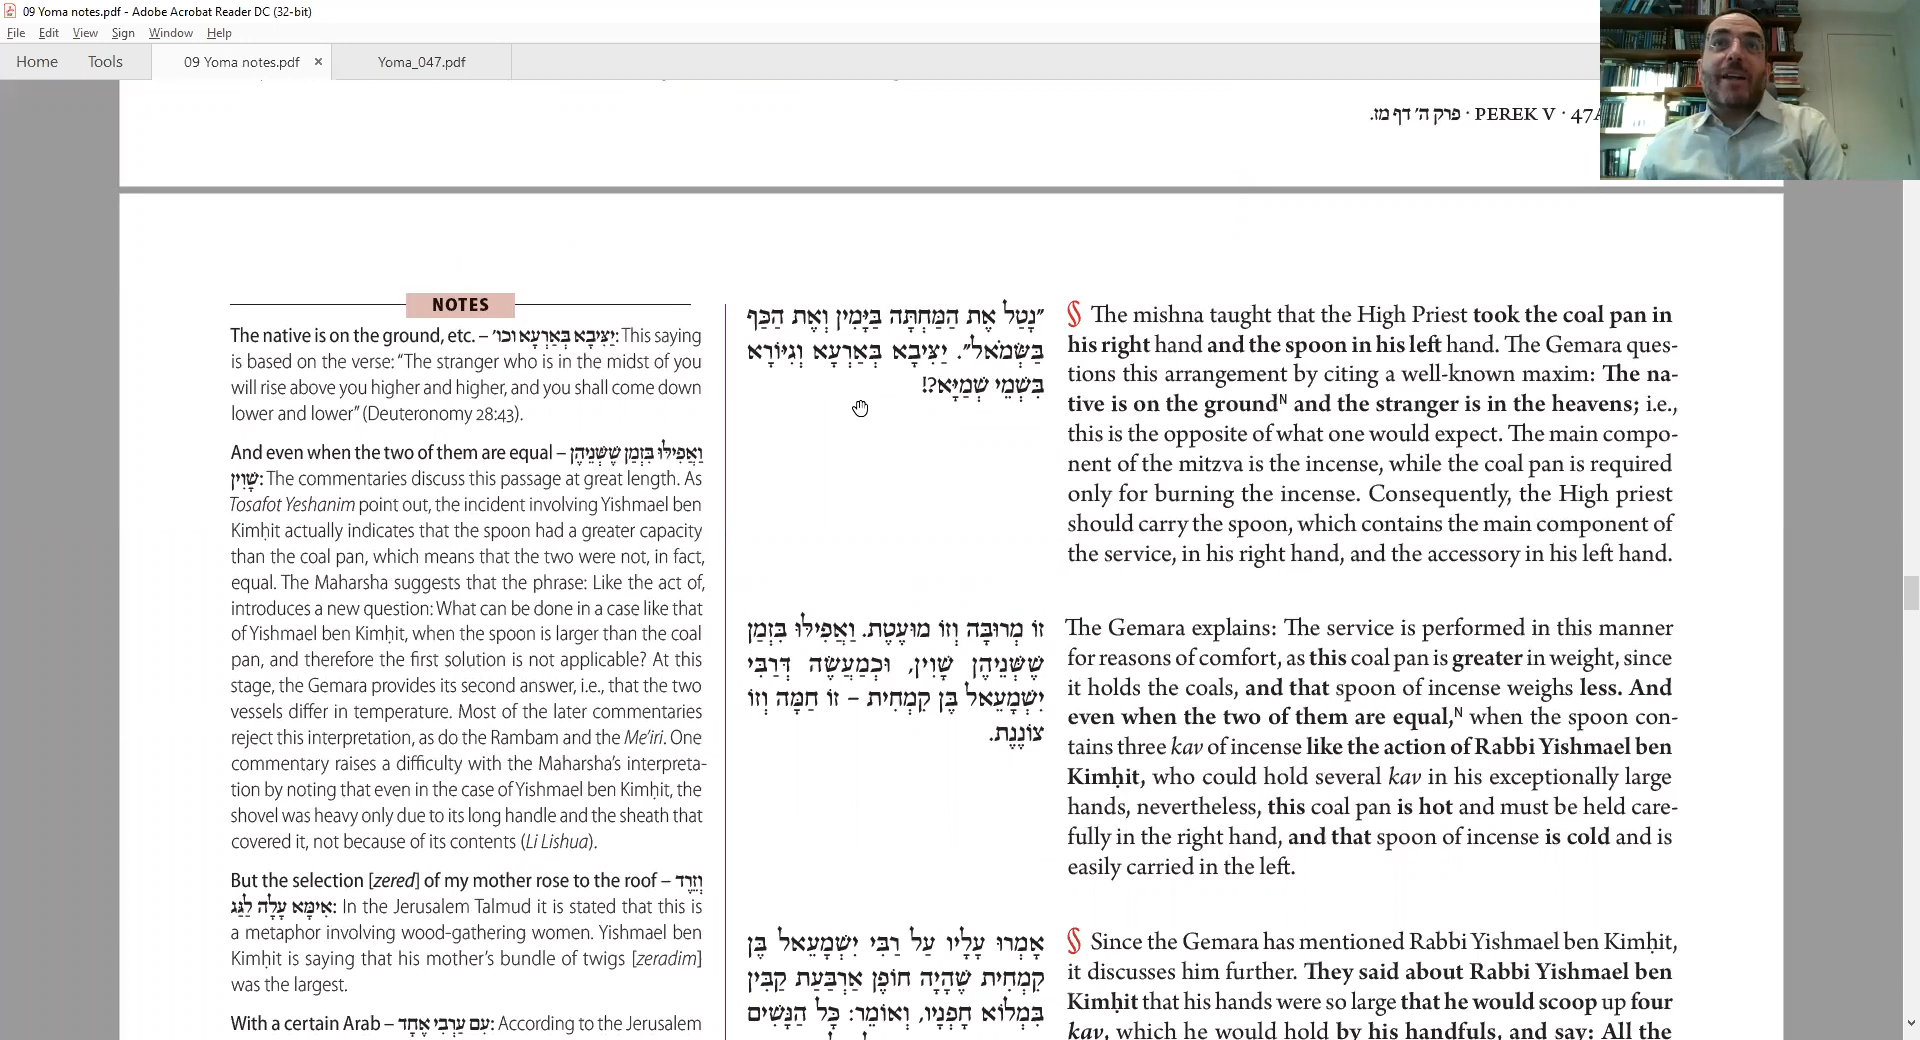 09 Yoma notes.pdf - Adobe Acrobat Reader DC (32-bit)
File Edit View Sign Window Help
Home Tools 09 Yoma notes.pdf × Yoma_047.pdf
פרק ה׳ דף מז. · PEREK V · 47A
NOTES
The native is on the ground, etc. – יַצִּיבָא בְּאַרְעָא וכו׳: This saying
is based on the verse: “The stranger who is in the midst of you
will rise above you higher and higher, and you shall come down
lower and lower” (Deuteronomy 28:43).
And even when the two of them are equal – וַאֲפִילּוּ בִּזְמַן שֶׁשְּׁנֵיהֶן
שָׁוִין: The commentaries discuss this passage at great length. As
Tosafot Yeshanim point out, the incident involving Yishmael ben
Kimḥit actually indicates that the spoon had a greater capacity
than the coal pan, which means that the two were not, in fact,
equal. The Maharsha suggests that the phrase: Like the act of,
introduces a new question: What can be done in a case like that
of Yishmael ben Kimḥit, when the spoon is larger than the coal
pan, and therefore the first solution is not applicable? At this
stage, the Gemara provides its second answer, i.e., that the two
vessels differ in temperature. Most of the later commentaries
reject this interpretation, as do the Rambam and the Me’iri. One
commentary raises a difficulty with the Maharsha’s interpreta-
tion by noting that even in the case of Yishmael ben Kimḥit, the
shovel was heavy only due to its long handle and the sheath that
covered it, not because of its contents (Li Lishua).
But the selection [zered] of my mother rose to the roof – וְזֶרֶד
אִימָּא עָלָה לַגָּג: In the Jerusalem Talmud it is stated that this is
a metaphor involving wood-gathering women. Yishmael ben
Kimḥit is saying that his mother’s bundle of twigs [zeradim]
was the largest.
With a certain Arab – עִם עַרְבִי אֶחָד: According to the Jerusalem
״נָטַל אֶת הַמַּחְתָּה בַּיָּמִין וְאֶת הַכַּף
בַּשְּׂמֹאל״. יַצִּיבָא בְּאַרְעָא וְגִיּוֹרָא
בִּשְׁמֵי שְׁמַיָּא?!
זוֹ מְרוּבָּה וְזוֹ מוּעֶטֶת. וַאֲפִילּוּ בִּזְמַן
שֶׁשְּׁנֵיהֶן שָׁוִין, וּכְמַעֲשֶׂה דְּרַבִּי
יִשְׁמָעֵאל בֶּן קִמְחִית – זוֹ חַמָּה וְזוֹ
צוֹנֶנֶת.
אָמְרוּ עָלָיו עַל רַבִּי יִשְׁמָעֵאל בֶּן
קִמְחִית שֶׁהָיָה חוֹפֵן אַרְבַּעַת קַבִּין
בִּמְלוֹא חָפְנָיו, וְאוֹמֵר: כָּל הַנָּשִׁים
§ The mishna taught that the High Priest took the coal pan in
his right hand and the spoon in his left hand. The Gemara ques-
tions this arrangement by citing a well-known maxim: The na-
tive is on the groundᴺ and the stranger is in the heavens; i.e.,
this is the opposite of what one would expect. The main compo-
nent of the mitzva is the incense, while the coal pan is required
only for burning the incense. Consequently, the High priest
should carry the spoon, which contains the main component of
the service, in his right hand, and the accessory in his left hand.
The Gemara explains: The service is performed in this manner
for reasons of comfort, as this coal pan is greater in weight, since
it holds the coals, and that spoon of incense weighs less. And
even when the two of them are equal,ᴺ when the spoon con-
tains three kav of incense like the action of Rabbi Yishmael ben
Kimḥit, who could hold several kav in his exceptionally large
hands, nevertheless, this coal pan is hot and must be held care-
fully in the right hand, and that spoon of incense is cold and is
easily carried in the left.
§ Since the Gemara has mentioned Rabbi Yishmael ben Kimḥit,
it discusses him further. They said about Rabbi Yishmael ben
Kimḥit that his hands were so large that he would scoop up four
kav, which he would hold by his handfuls, and say: All the